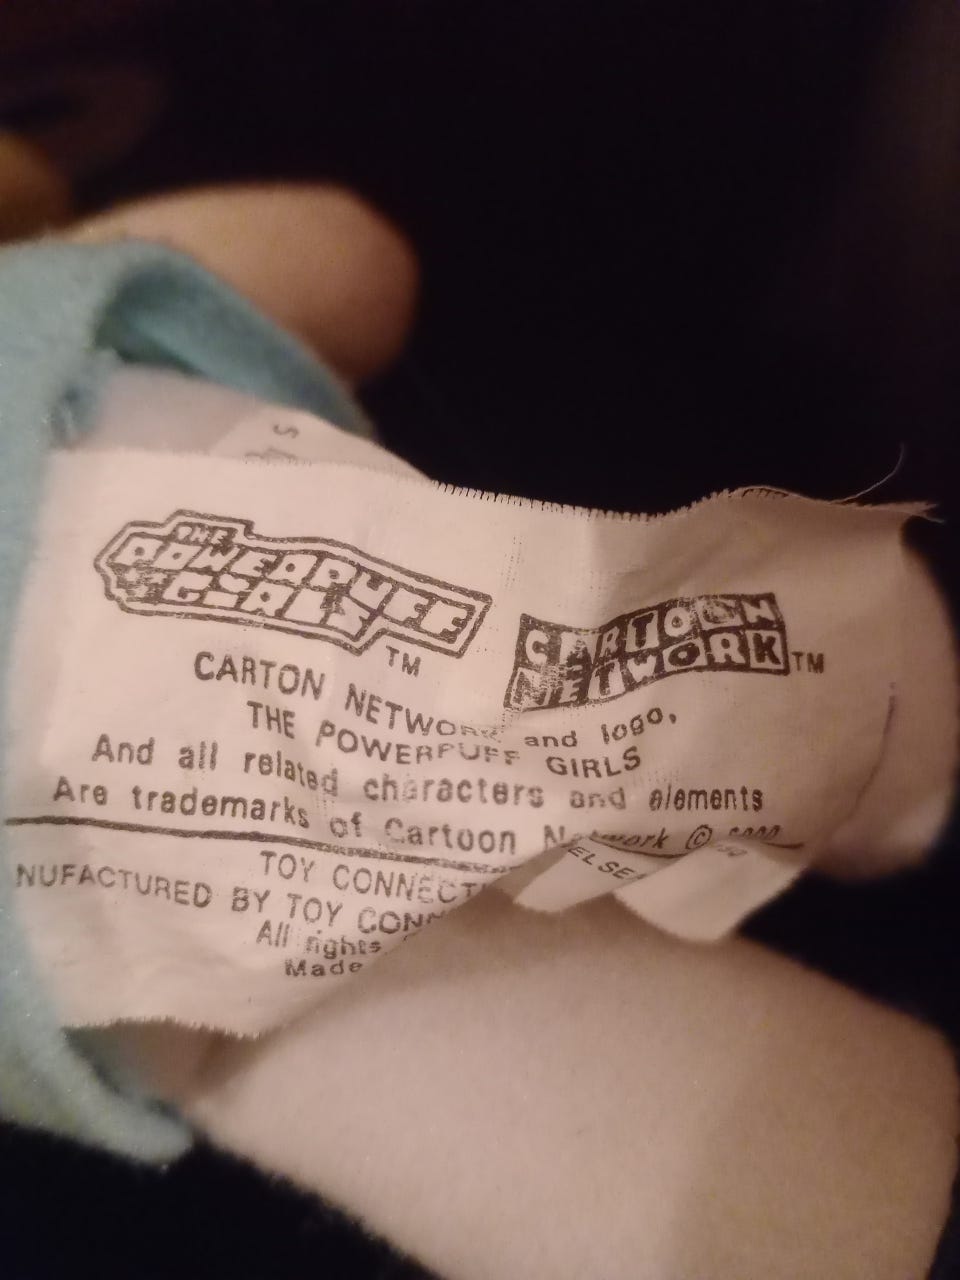 S
THE
POWERPUFF
GIRLS
TM
CARTOON
NETWORK TM
CARTON NETWORK and logo,
THE POWERPUFF GIRLS
And all related characters and elements
Are trademarks of Cartoon Network ©
TOY CONNECT
NUFACTURED BY TOY CONN
All rights
Made
ELSE